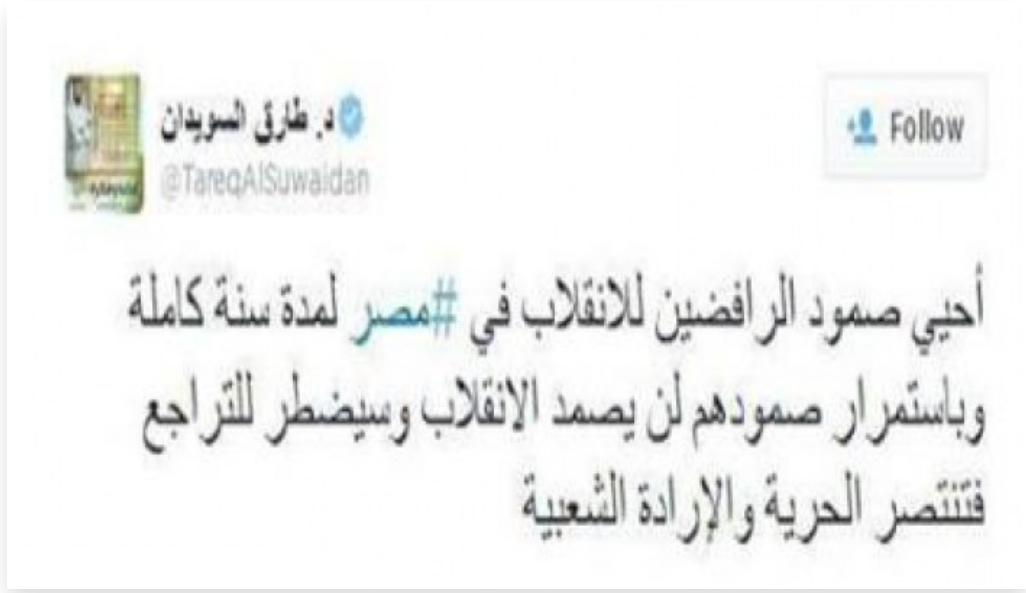 د. طارق السويدان
@TareqAlSuwaidan
Follow
أحيي صمود الرافضين للانقلاب في #مصر لمدة سنة كاملة
وباستمرار صمودهم لن يصمد الانقلاب وسيضطر للتراجع
فتنتصر الحرية والإرادة الشعبية